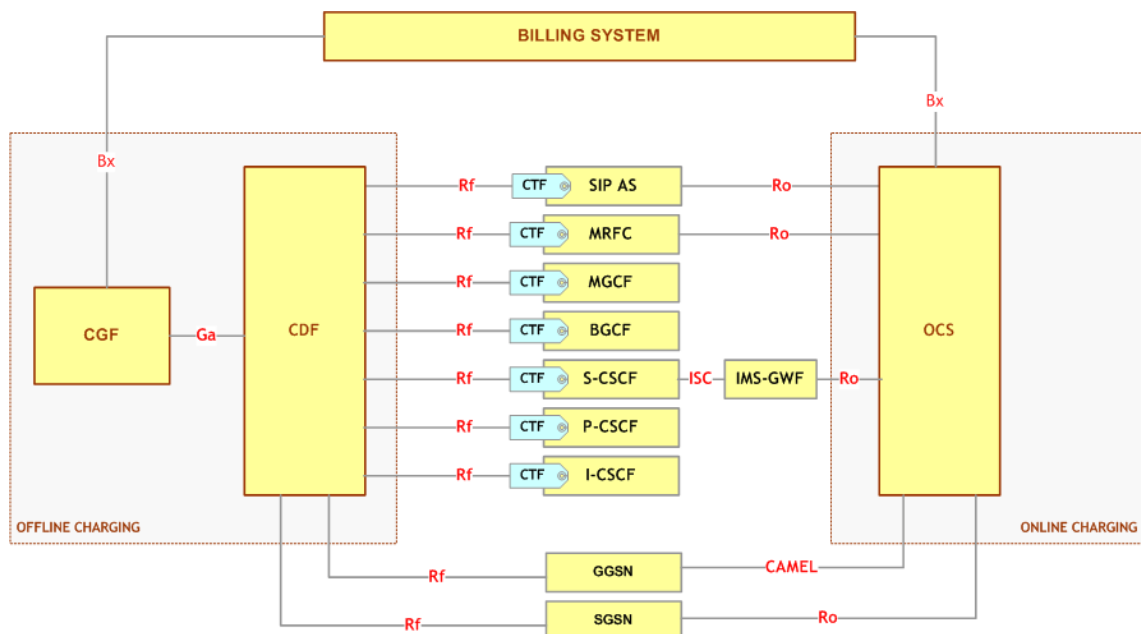 BILLING SYSTEM
Bx
Bx
Rf CTF SIP AS Ro
Rf CTF MRFC Ro
Rf CTF MGCF
CGF Ga CDF Rf CTF BGCF OCS
Rf CTF S-CSCF ISC IMS-GWF Ro
Rf CTF P-CSCF
Rf CTF I-CSCF
OFFLINE CHARGING ONLINE CHARGING
Rf GGSN CAMEL
Rf SGSN Ro